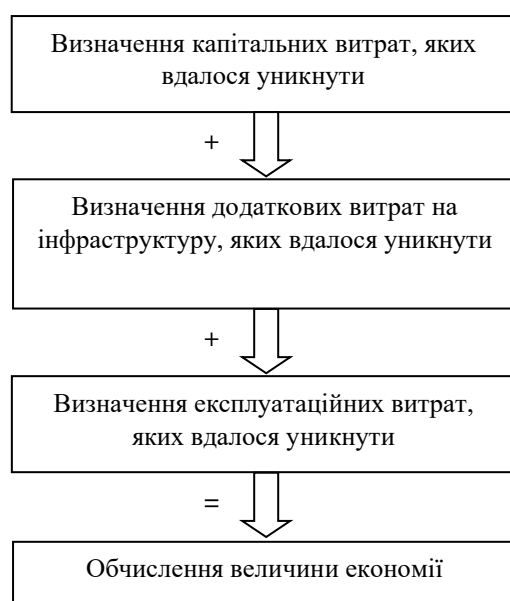 Визначення капітальних витрат, яких
вдалося уникнути
+
Визначення додаткових витрат на
інфраструктуру, яких вдалося уникнути
+
Визначення експлуатаційних витрат,
яких вдалося уникнути
=
Обчислення величини економії